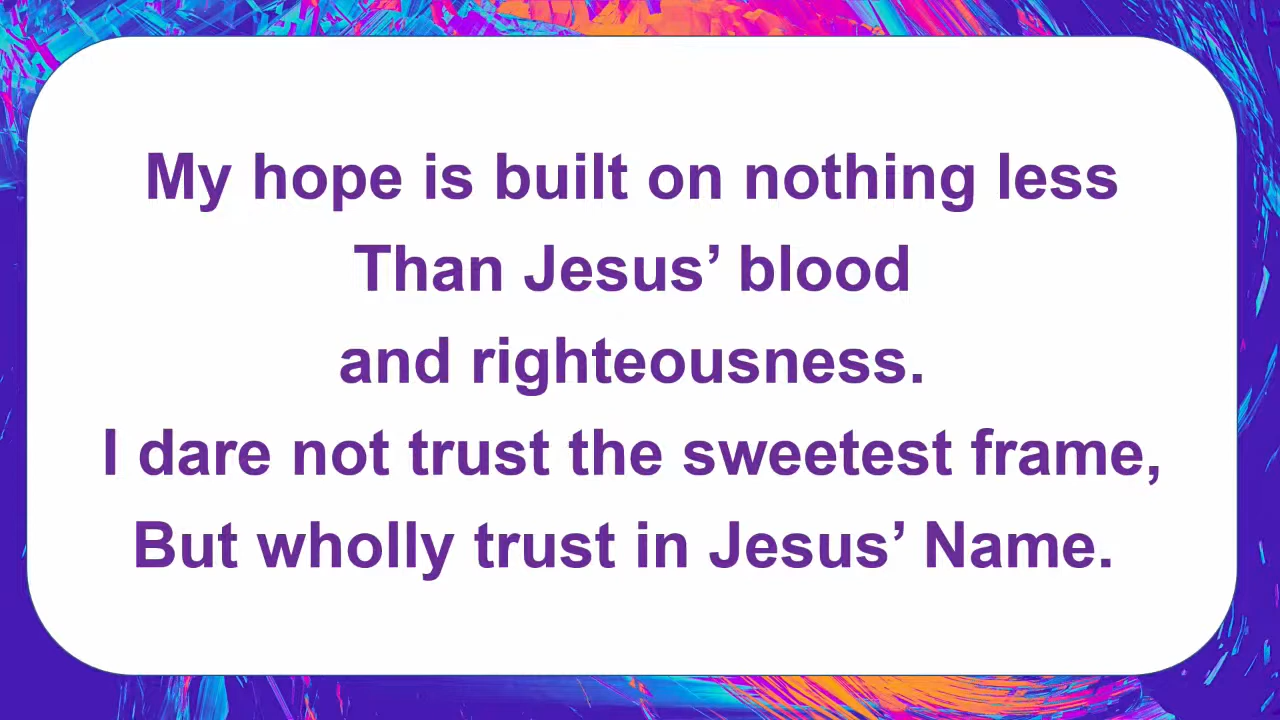 My hope is built on nothing less
Than Jesus’ blood
and righteousness.
I dare not trust the sweetest frame,
But wholly trust in Jesus’ Name.